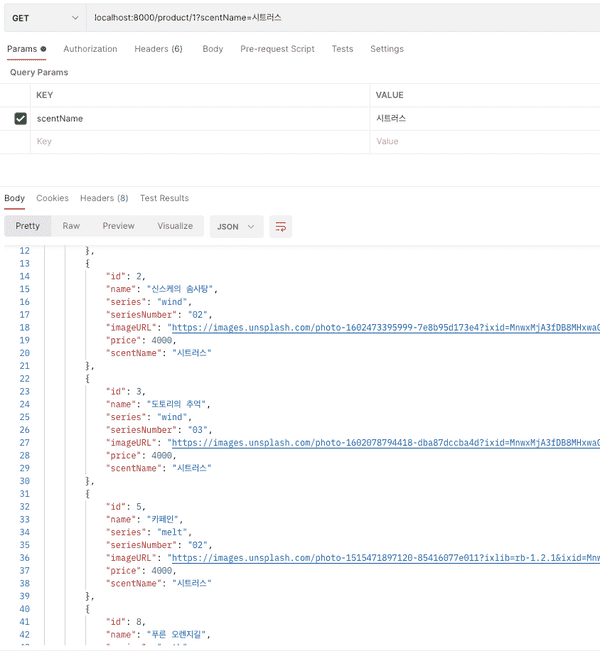 GET localhost:8000/product/1?scentName=시트러스
Params Authorization Headers (6) Body Pre-request Script Tests Settings
Query Params
KEY VALUE
scentName 시트러스
Key Value
Body Cookies Headers (8) Test Results
Pretty Raw Preview Visualize JSON
12 },
13 {
14 "id": 2,
15 "name": "신스케의 솜사탕",
16 "series": "wind",
17 "seriesNumber": "02",
18 "imageURL": "https://images.unsplash.com/photo-1602473395999-7e8b95d173e4?ixid=MnwxMjA3fDB8MHxwaG
19 "price": 4000,
20 "scentName": "시트러스"
21 },
22 {
23 "id": 3,
24 "name": "도토리의 추억",
25 "series": "wind",
26 "seriesNumber": "03",
27 "imageURL": "https://images.unsplash.com/photo-1602078794418-dba87dccba4d?ixid=MnwxMjA3fDB8MHxwaG
28 "price": 4000,
29 "scentName": "시트러스"
30 },
31 {
32 "id": 5,
33 "name": "카페인",
34 "series": "melt",
35 "seriesNumber": "02",
36 "imageURL": "https://images.unsplash.com/photo-1515471897120-85416077e011?ixlib=rb-1.2.1&ixid=Mnw
37 "price": 4000,
38 "scentName": "시트러스"
39 },
40 {
41 "id": 8,
42 "name": "푸른 오렌지길",